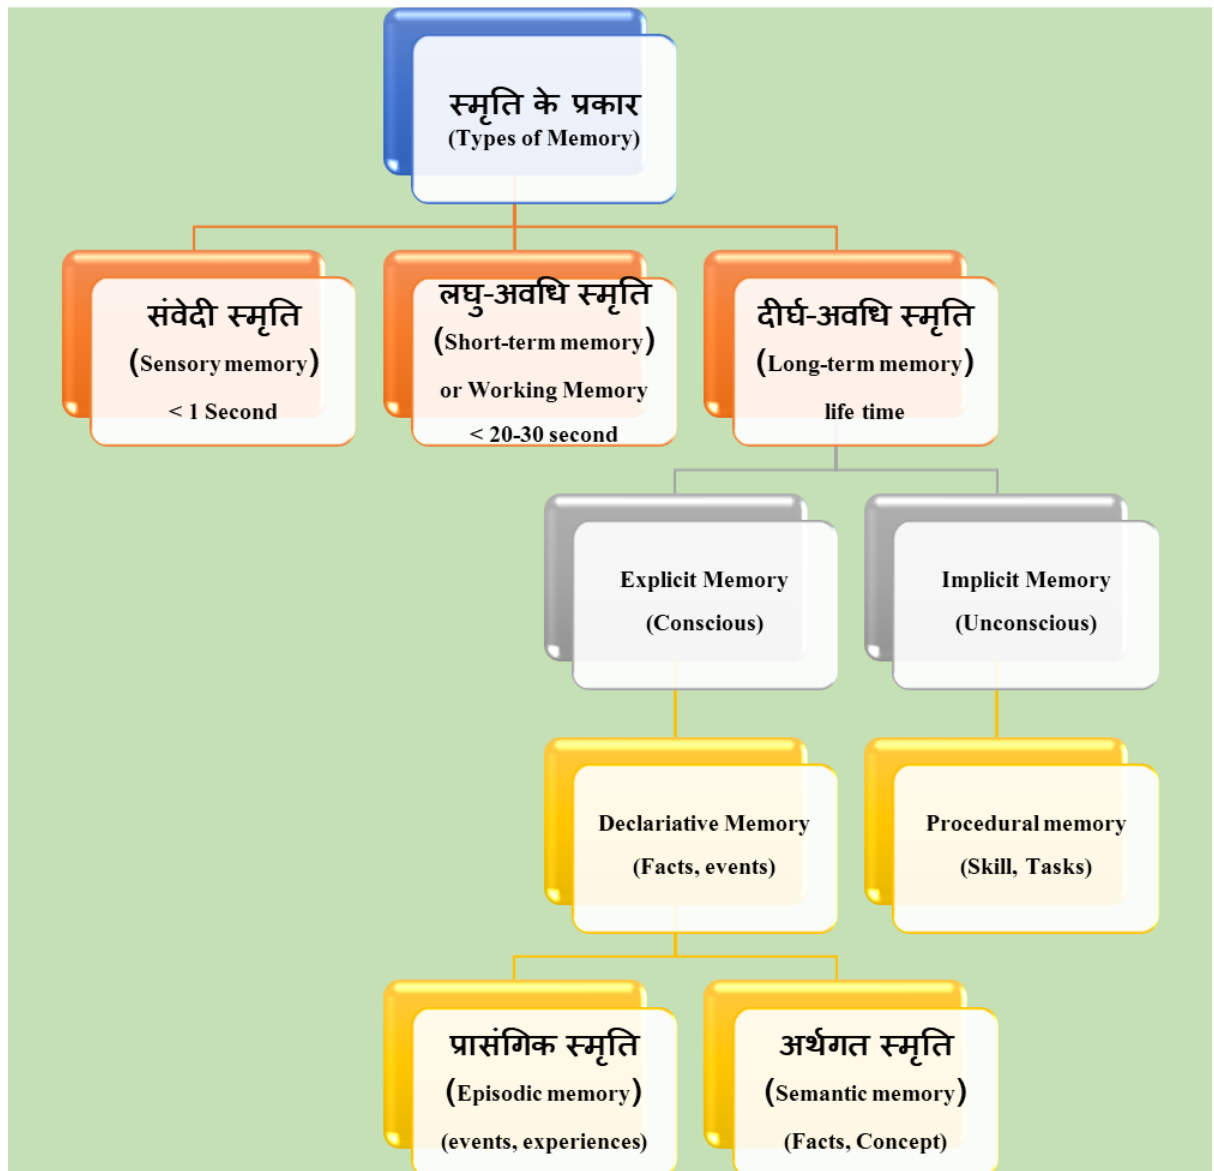 स्मृति के प्रकार
(Types of Memory)
संवेदी स्मृति
(Sensory memory)
< 1 Second
लघु-अवधि स्मृति
(Short-term memory)
or Working Memory
< 20-30 second
दीर्घ-अवधि स्मृति
(Long-term memory)
life time
Explicit Memory
(Conscious)
Implicit Memory
(Unconscious)
Declariative Memory
(Facts, events)
Procedural memory
(Skill, Tasks)
प्रासंगिक स्मृति
(Episodic memory)
(events, experiences)
अर्थगत स्मृति
(Semantic memory)
(Facts, Concept)